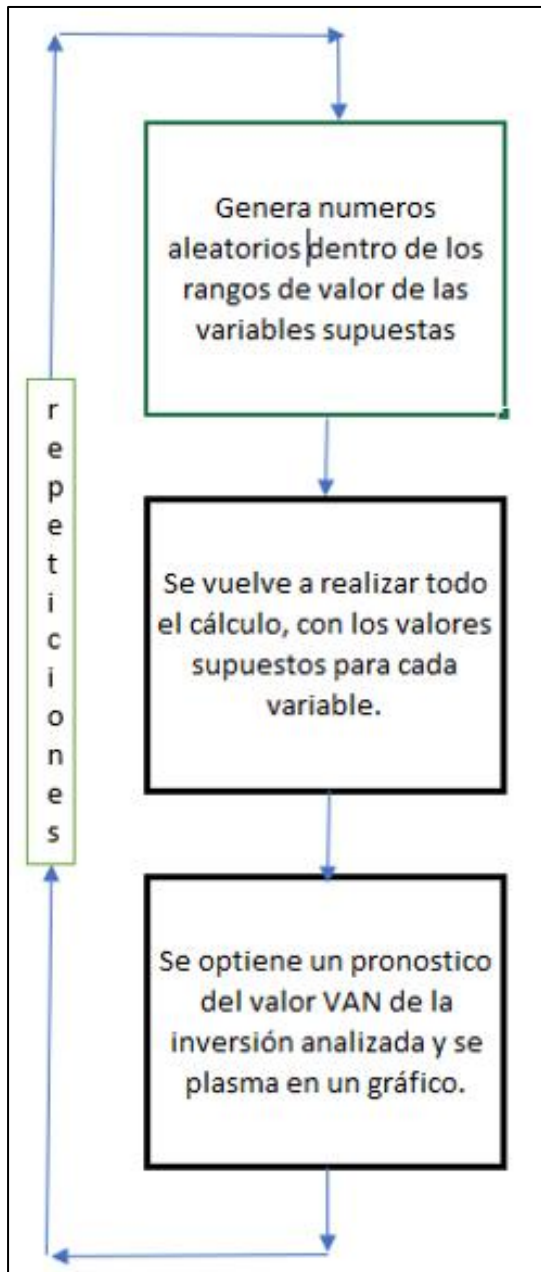 Genera numeros
aleatorios dentro de los
rangos de valor de las
variables supuestas
repeticiones
Se vuelve a realizar todo
el cálculo, con los valores
supuestos para cada
variable.
Se optiene un pronostico
del valor VAN de la
inversión analizada y se
plasma en un gráfico.